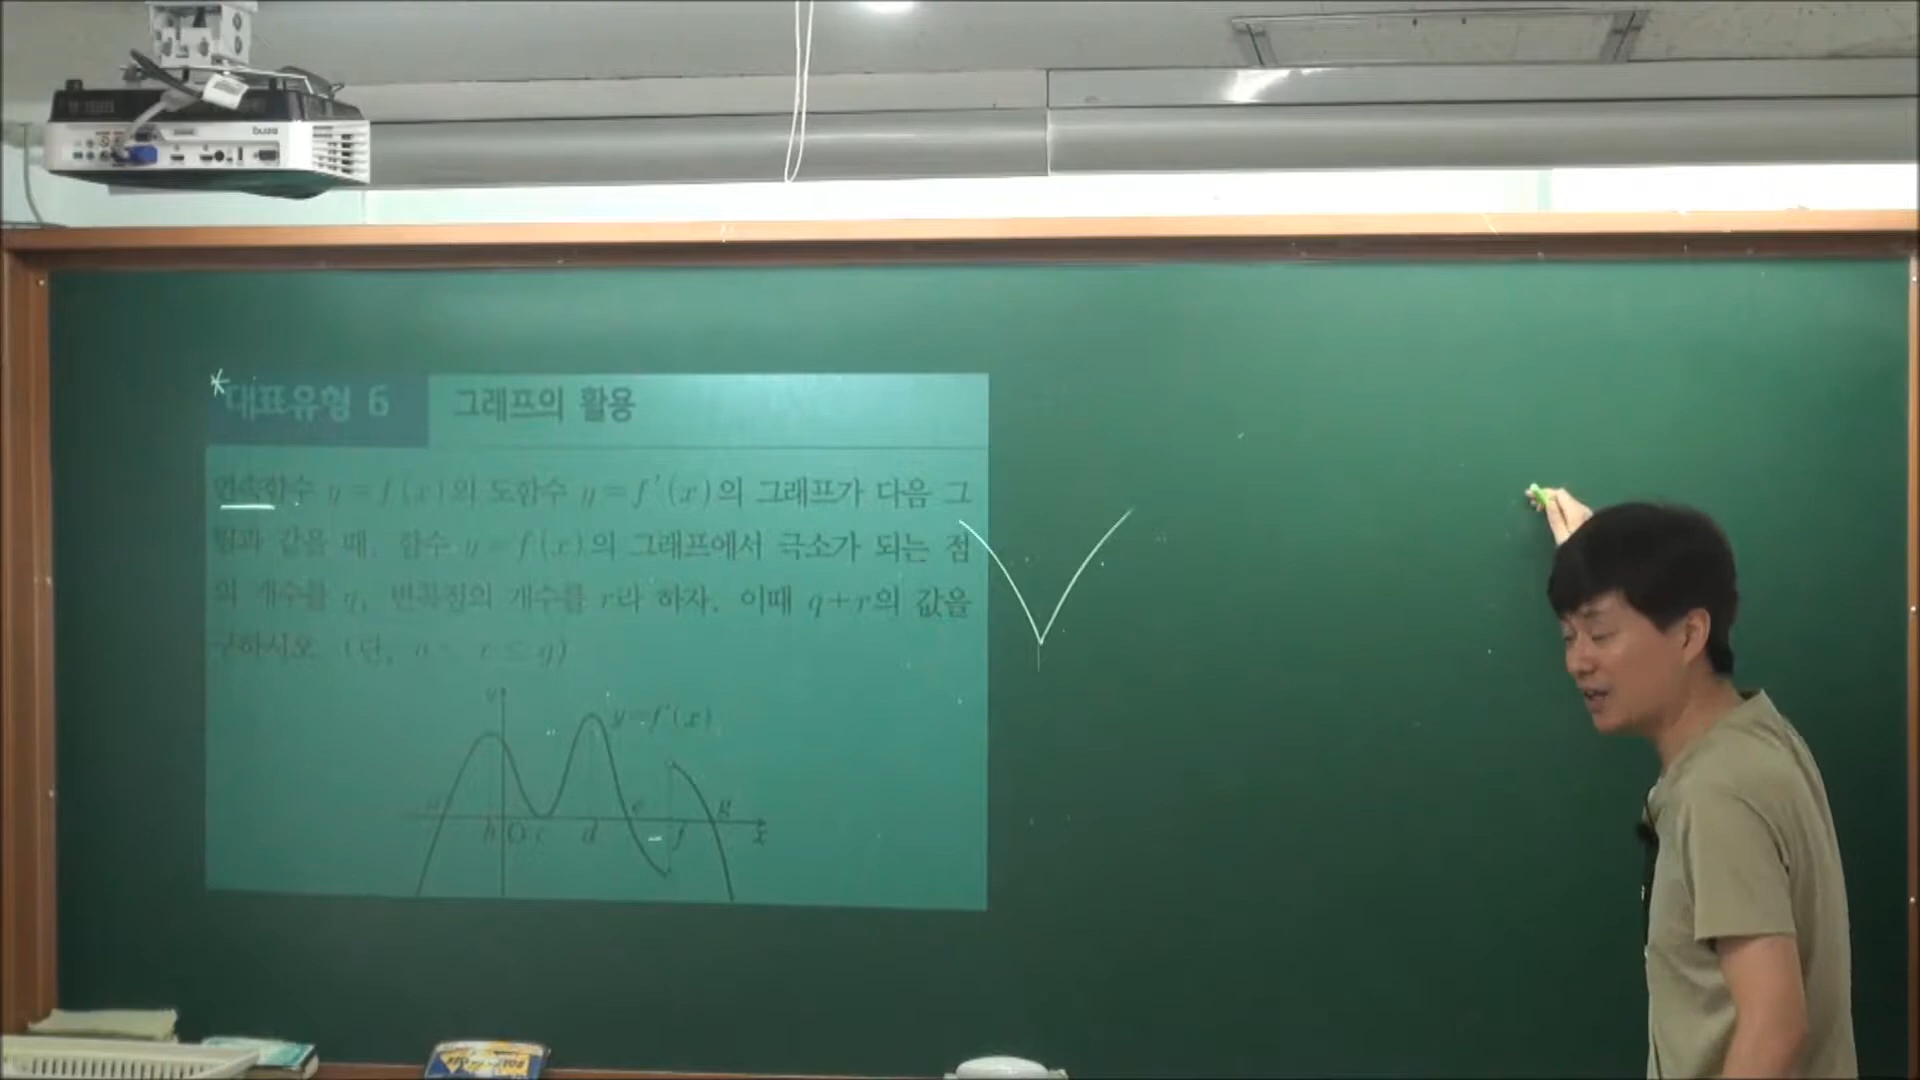 대표유형 6 그래프의 활용
연속함수 y=f(x)의 도함수 y=f'(x)의 그래프가 다음 그
림과 같을 때, 함수 y=f(x)의 그래프에서 극소가 되는 점
의 개수를 q, 변곡점의 개수를 r라 하자. 이때 q+r의 값을
구하시오. (단,
y
y=f'(x)
a e g
b O c d f x